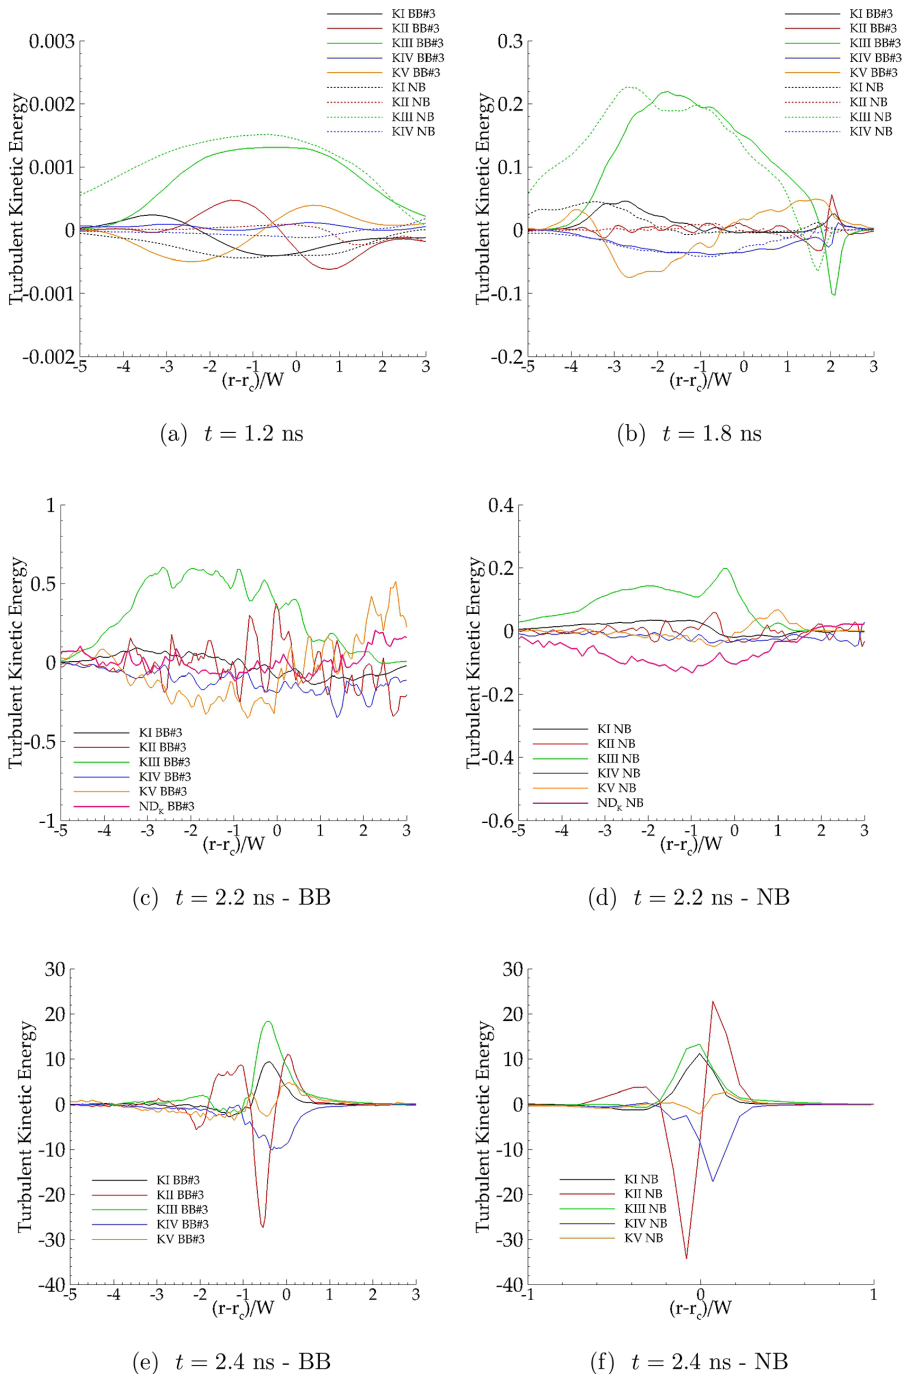 KI BB#3
KII BB#3
KIII BB#3
KIV BB#3
KV BB#3
KI NB
KII NB
KIII NB
KIV NB
Turbulent Kinetic Energy
0.003
0.002
0.001
0
-0.001
-0.002
-5 -4 -3 -2 -1 0 1 2 3
(r-rc)/W
(a) t = 1.2 ns
KI BB#3
KII BB#3
KIII BB#3
KIV BB#3
KV BB#3
KI NB
KII NB
KIII NB
KIV NB
Turbulent Kinetic Energy
0.3
0.2
0.1
0
-0.1
-0.2
-5 -4 -3 -2 -1 0 1 2 3
(r-rc)/W
(b) t = 1.8 ns
Turbulent Kinetic Energy
1
0.5
0
-0.5
-1
KI BB#3
KII BB#3
KIII BB#3
KIV BB#3
KV BB#3
NDK BB#3
-5 -4 -3 -2 -1 0 1 2 3
(r-rc)/W
(c) t = 2.2 ns - BB
Turbulent Kinetic Energy
0.4
0.2
0
-0.2
-0.4
-0.6
KI NB
KII NB
KIII NB
KIV NB
KV NB
NDK NB
-5 -4 -3 -2 -1 0 1 2 3
(r-rc)/W
(d) t = 2.2 ns - NB
Turbulent Kinetic Energy
30
20
10
0
-10
-20
-30
-40
KI BB#3
KII BB#3
KIII BB#3
KIV BB#3
KV BB#3
-5 -4 -3 -2 -1 0 1 2 3
(r-rc)/W
(e) t = 2.4 ns - BB
Turbulent Kinetic Energy
30
20
10
0
-10
-20
-30
-40
KI NB
KII NB
KIII NB
KIV NB
KV NB
-1 0 1
(r-rc)/W
(f) t = 2.4 ns - NB